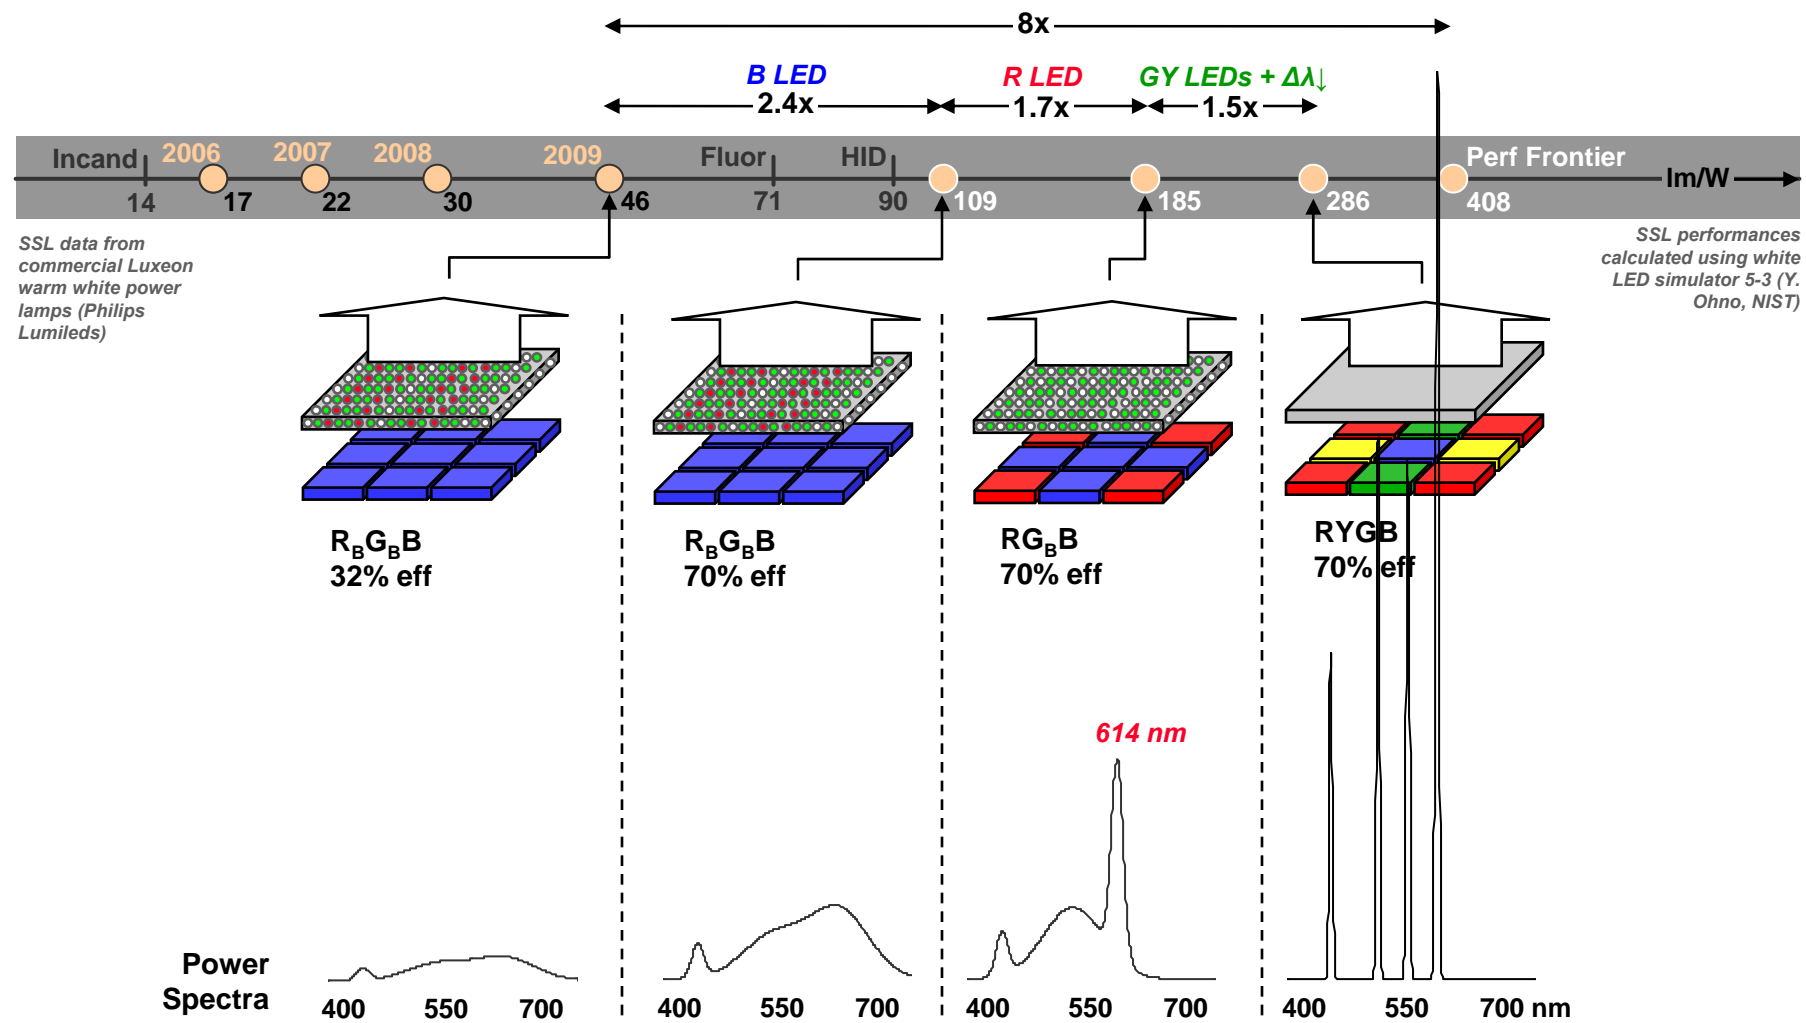 8x
B LED
R LED
GY LEDs + Δλ↓
2.4x
1.7x
1.5x
Incand
2006
2007
2008
2009
Fluor
HID
Perf Frontier
lm/W
14
17
22
30
46
71
90
109
185
286
408
SSL data from
commercial Luxeon
warm white power
lamps (Philips
Lumileds)
SSL performances
calculated using white
LED simulator 5-3 (Y.
Ohno, NIST)
R_BG_BB
32% eff
R_BG_BB
70% eff
RG_BB
70% eff
RYGB
70% eff
614 nm
Power
Spectra
400 550 700
400 550 700
400 550 700
400 550 700 nm